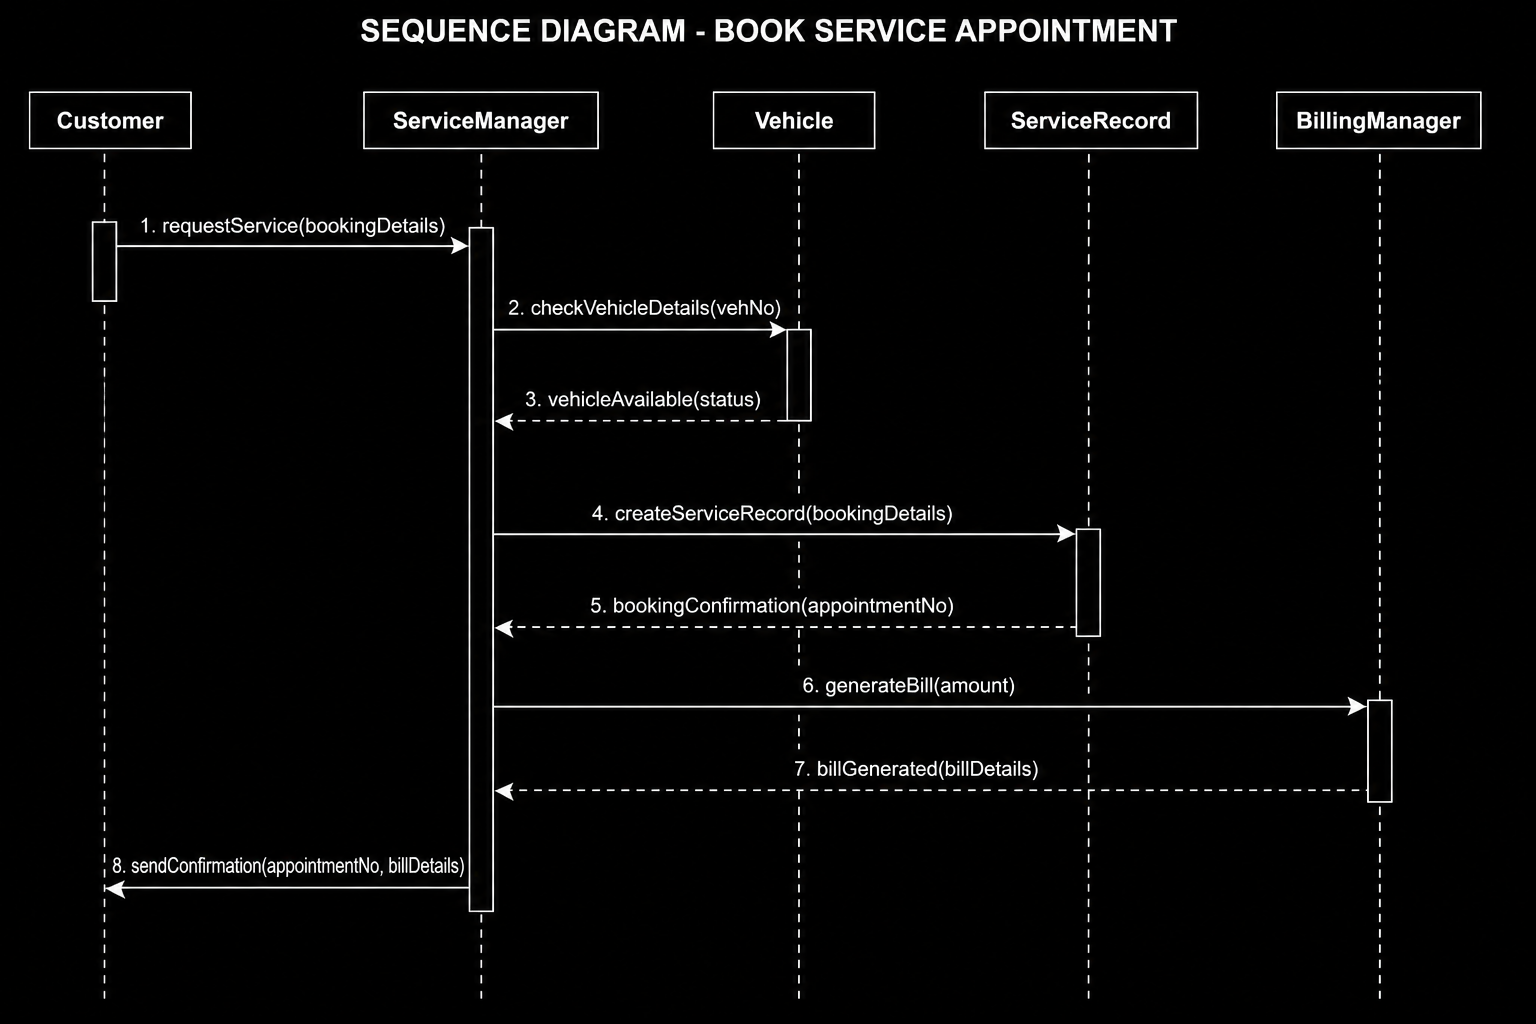 SEQUENCE DIAGRAM - BOOK SERVICE APPOINTMENT
Customer
ServiceManager
Vehicle
ServiceRecord
BillingManager
1. requestService(bookingDetails)
2. checkVehicleDetails(vehNo)
3. vehicleAvailable(status)
4. createServiceRecord(bookingDetails)
5. bookingConfirmation(appointmentNo)
6. generateBill(amount)
7. billGenerated(billDetails)
8. sendConfirmation(appointmentNo, billDetails)